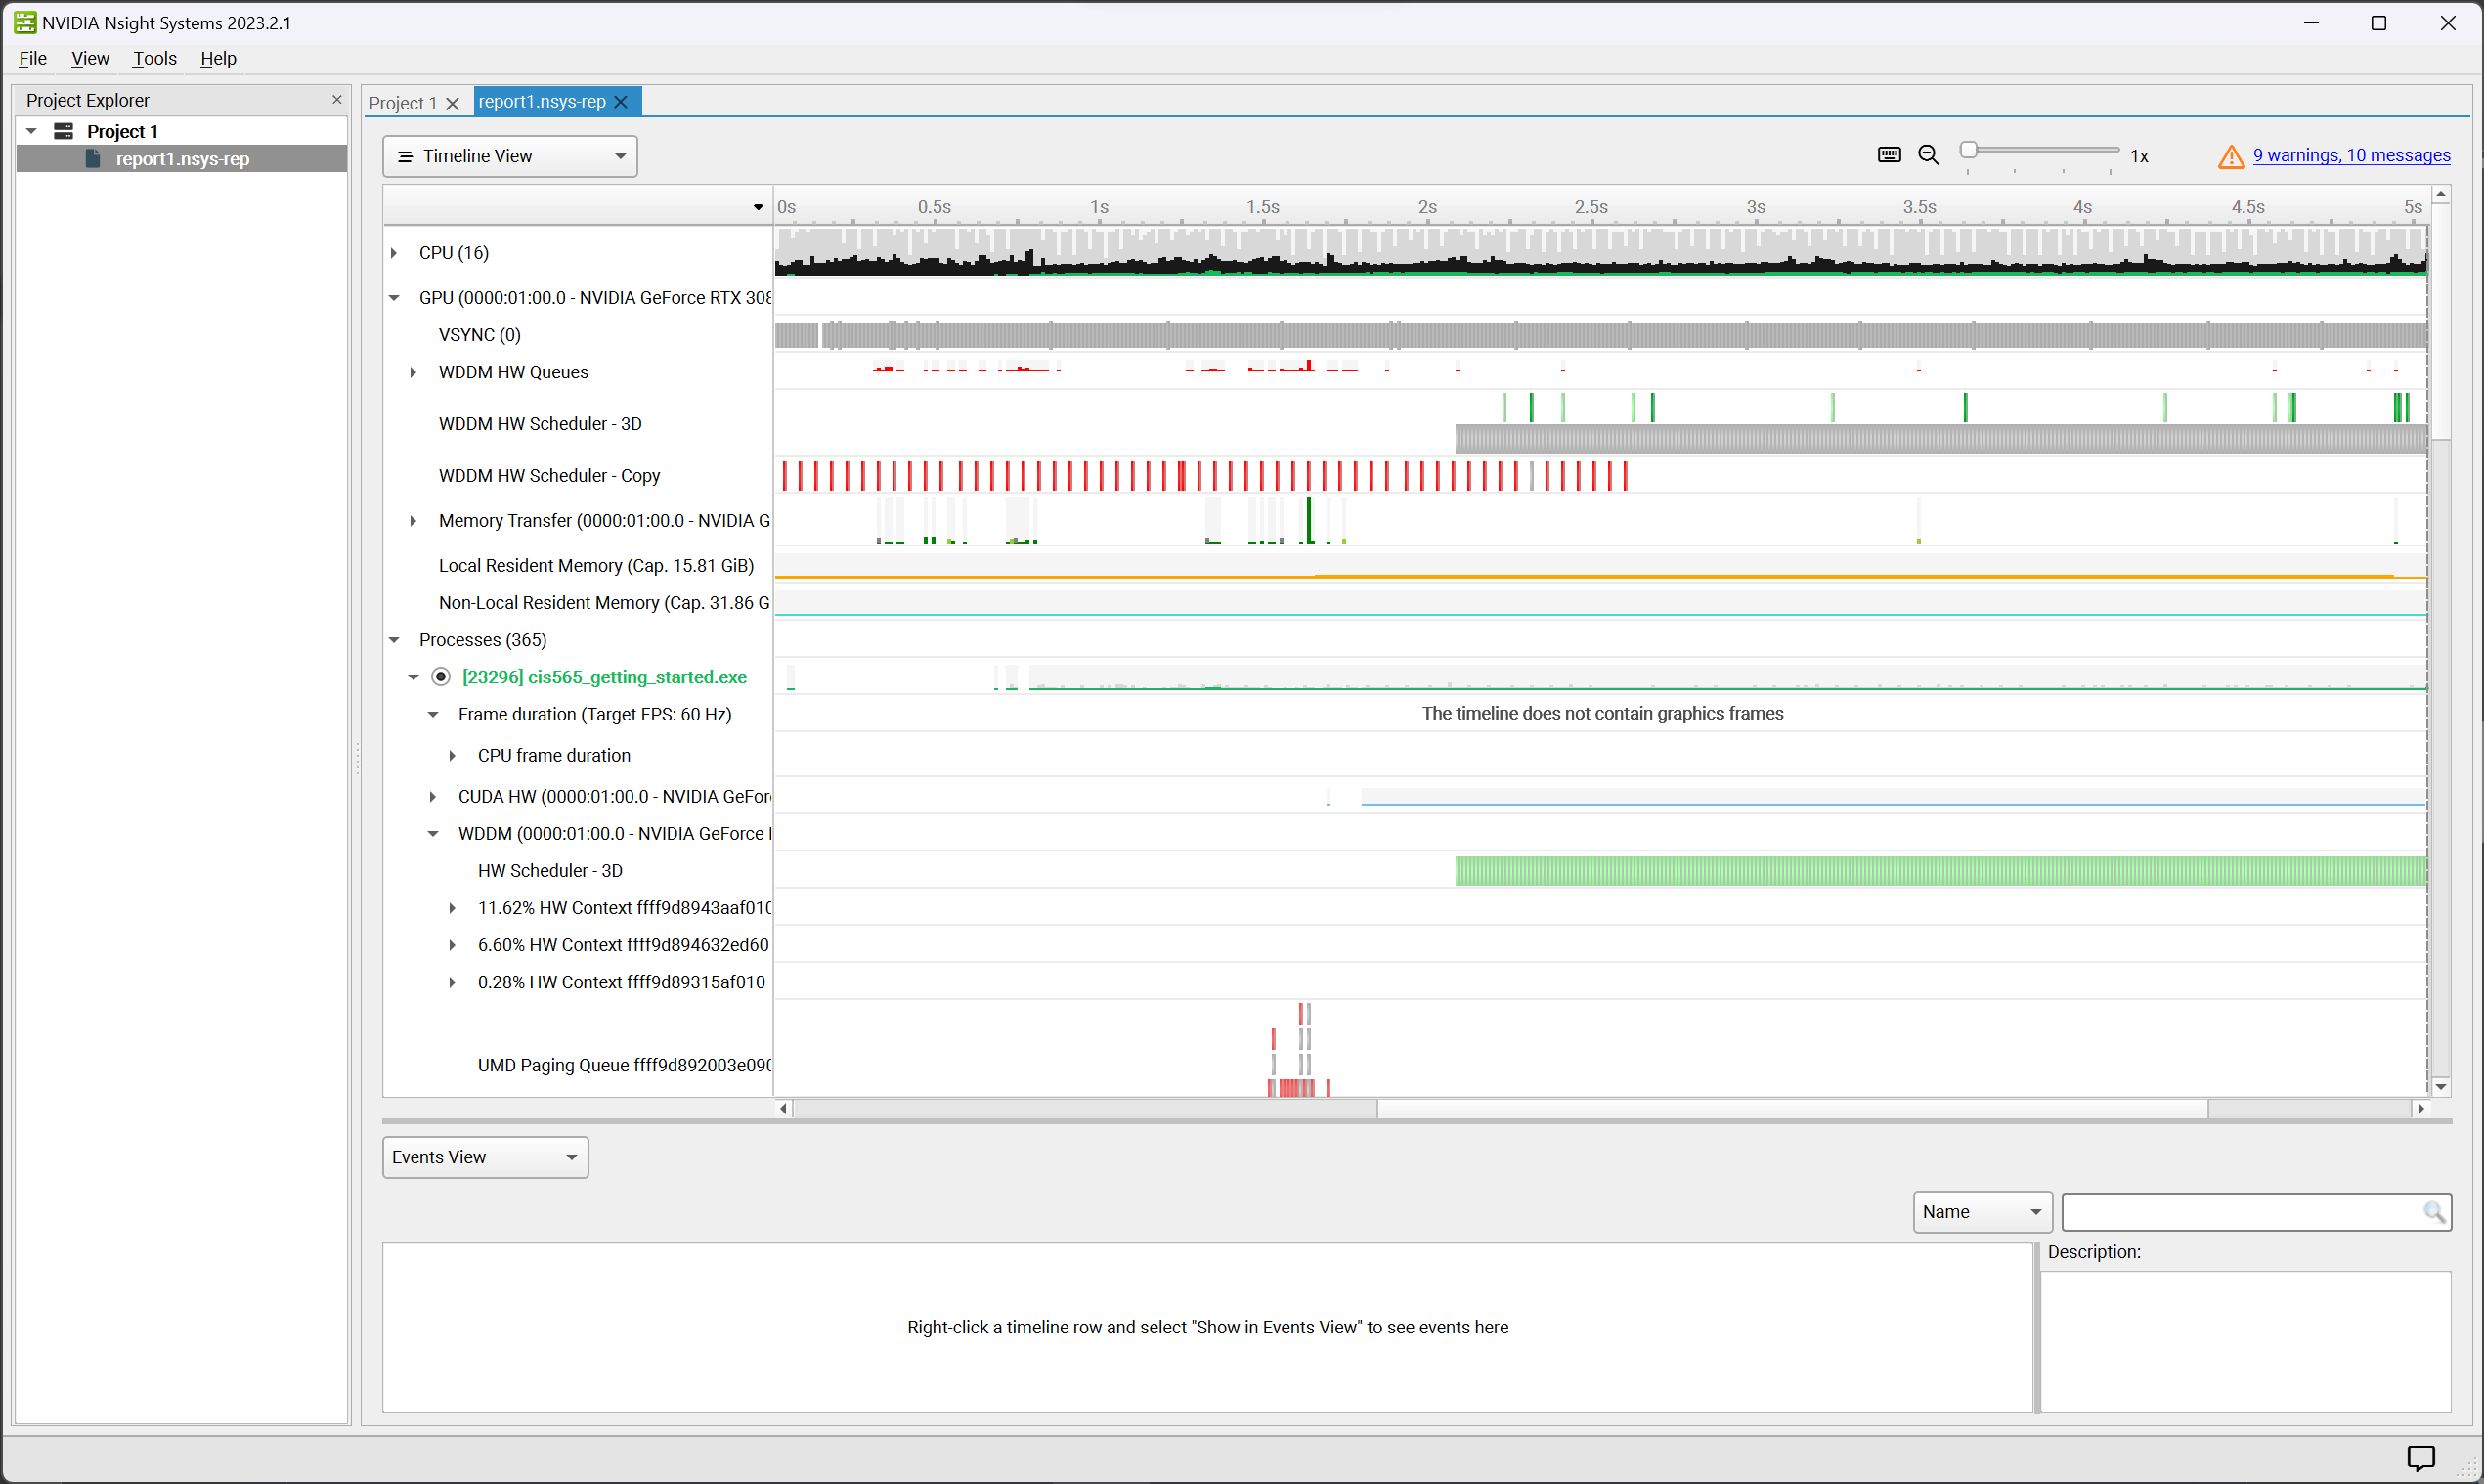 NVIDIA Nsight Systems 2023.2.1
File View Tools Help
Project Explorer
Project 1
report1.nsys-rep
Project 1
report1.nsys-rep
Timeline View
1x
9 warnings, 10 messages
0s 0.5s 1s 1.5s 2s 2.5s 3s 3.5s 4s 4.5s 5s
CPU (16)
GPU (0000:01:00.0 - NVIDIA GeForce RTX 308
VSYNC (0)
WDDM HW Queues
WDDM HW Scheduler - 3D
WDDM HW Scheduler - Copy
Memory Transfer (0000:01:00.0 - NVIDIA G
Local Resident Memory (Cap. 15.81 GiB)
Non-Local Resident Memory (Cap. 31.86 G
Processes (365)
[23296] cis565_getting_started.exe
Frame duration (Target FPS: 60 Hz)
The timeline does not contain graphics frames
CPU frame duration
CUDA HW (0000:01:00.0 - NVIDIA GeFor
WDDM (0000:01:00.0 - NVIDIA GeForce
HW Scheduler - 3D
11.62% HW Context ffff9d8943aaf010
6.60% HW Context ffff9d894632ed60
0.28% HW Context ffff9d89315af010
UMD Paging Queue ffff9d892003e090
Events View
Name
Description:
Right-click a timeline row and select "Show in Events View" to see events here